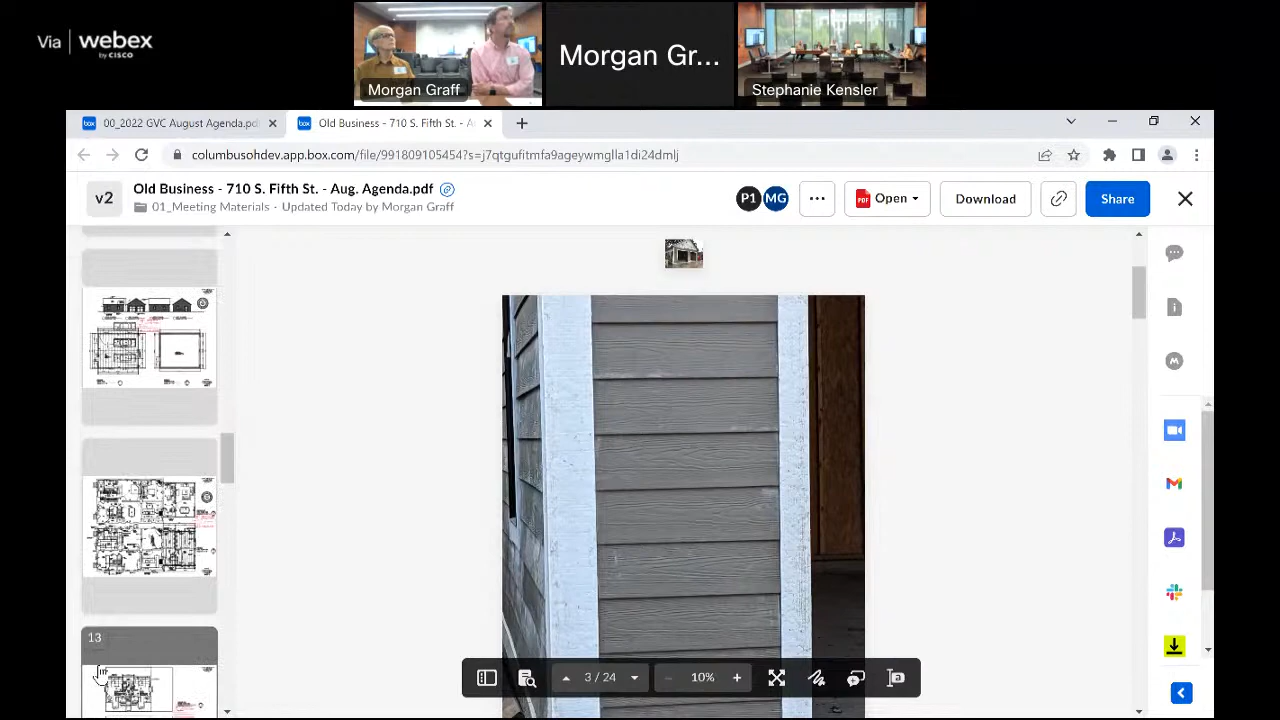 Via webex
by CISCO
Morgan Graff
Morgan Gr...
Stephanie Kensler
00_2022 GVC August Agenda.pd
Old Business - 710 S. Fifth St. - A
columbusohdev.app.box.com/file/991809105454?s=j7qtgufitmfa9ageywmglla1di24dmlj
v2
Old Business - 710 S. Fifth St. - Aug. Agenda.pdf
01_Meeting Materials - Updated Today by Morgan Graff
P1 MG
Open
Download
Share
13
3 / 24
10%